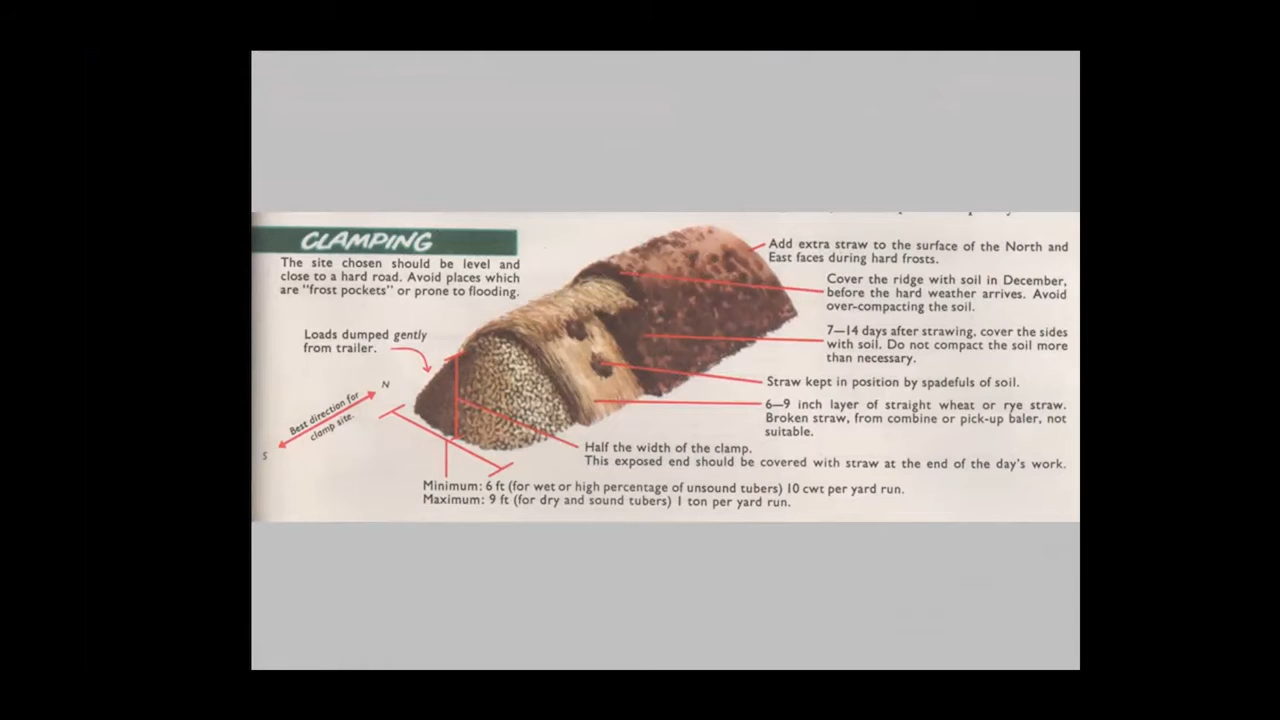 CLAMPING
The site chosen should be level and
close to a hard road. Avoid places which
are "frost pockets" or prone to flooding.
Loads dumped gently
from trailer.
N
Best direction for
clamp site.
S
Add extra straw to the surface of the North and
East faces during hard frosts.
Cover the ridge with soil in December,
before the hard weather arrives. Avoid
over-compacting the soil.
7—14 days after strawing, cover the sides
with soil. Do not compact the soil more
than necessary.
Straw kept in position by spadefuls of soil.
6—9 inch layer of straight wheat or rye straw.
Broken straw, from combine or pick-up baler, not
suitable.
Half the width of the clamp.
This exposed end should be covered with straw at the end of the day's work.
Minimum: 6 ft (for wet or high percentage of unsound tubers) 10 cwt per yard run.
Maximum: 9 ft (for dry and sound tubers) 1 ton per yard run.